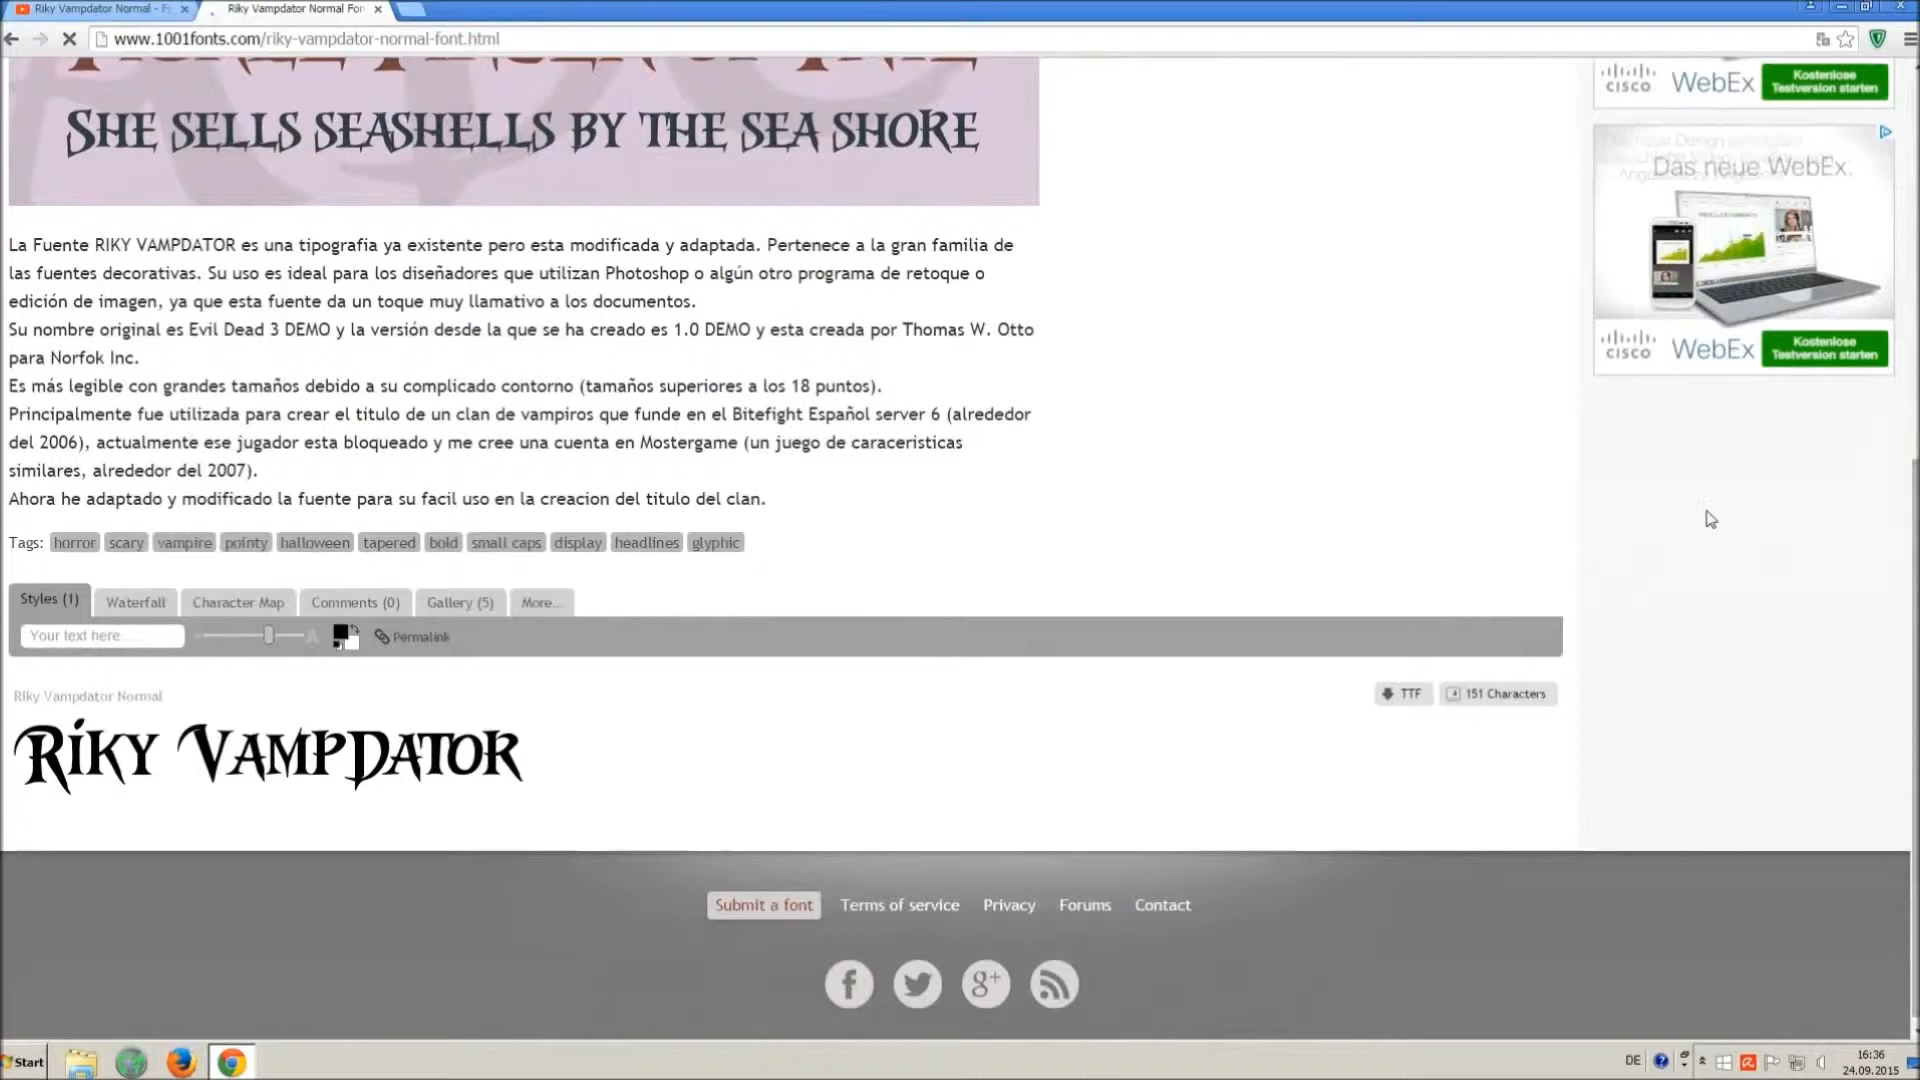 Riky Vampdator Normal - F
Riky Vampdator Normal Fon
www.1001fonts.com/riky-vampdator-normal-font.html
She sells seashells by the sea shore
La Fuente RIKY VAMPDATOR es una tipografia ya existente pero esta modificada y adaptada. Pertenece a la gran familia de
las fuentes decorativas. Su uso es ideal para los diseñadores que utilizan Photoshop o algún otro programa de retoque o
edición de imagen, ya que esta fuente da un toque muy llamativo a los documentos.
Su nombre original es Evil Dead 3 DEMO y la versión desde la que se ha creado es 1.0 DEMO y esta creada por Thomas W. Otto
para Norfok Inc.
Es más legible con grandes tamaños debido a su complicado contorno (tamaños superiores a los 18 puntos).
Principalmente fue utilizada para crear el titulo de un clan de vampiros que funde en el Bitefight Español server 6 (alrededor
del 2006), actualmente ese jugador esta bloqueado y me cree una cuenta en Mostergame (un juego de caraceristicas
similares, alrededor del 2007).
Ahora he adaptado y modificado la fuente para su facil uso en la creacion del titulo del clan.
Tags: horror scary vampire pointy halloween tapered bold small caps display headlines glyphic
Styles (1) Waterfall Character Map Comments (0) Gallery (5) More...
Your text here ... A Permalink
Riky Vampdator Normal
TTF 151 Characters
Riky VampDator
cisco WebEx Kostenlose
Testversion starten
Das neue WebEx.
cisco WebEx Kostenlose
Testversion starten
Submit a font Terms of service Privacy Forums Contact
Start
DE
16:36
24.09.2015